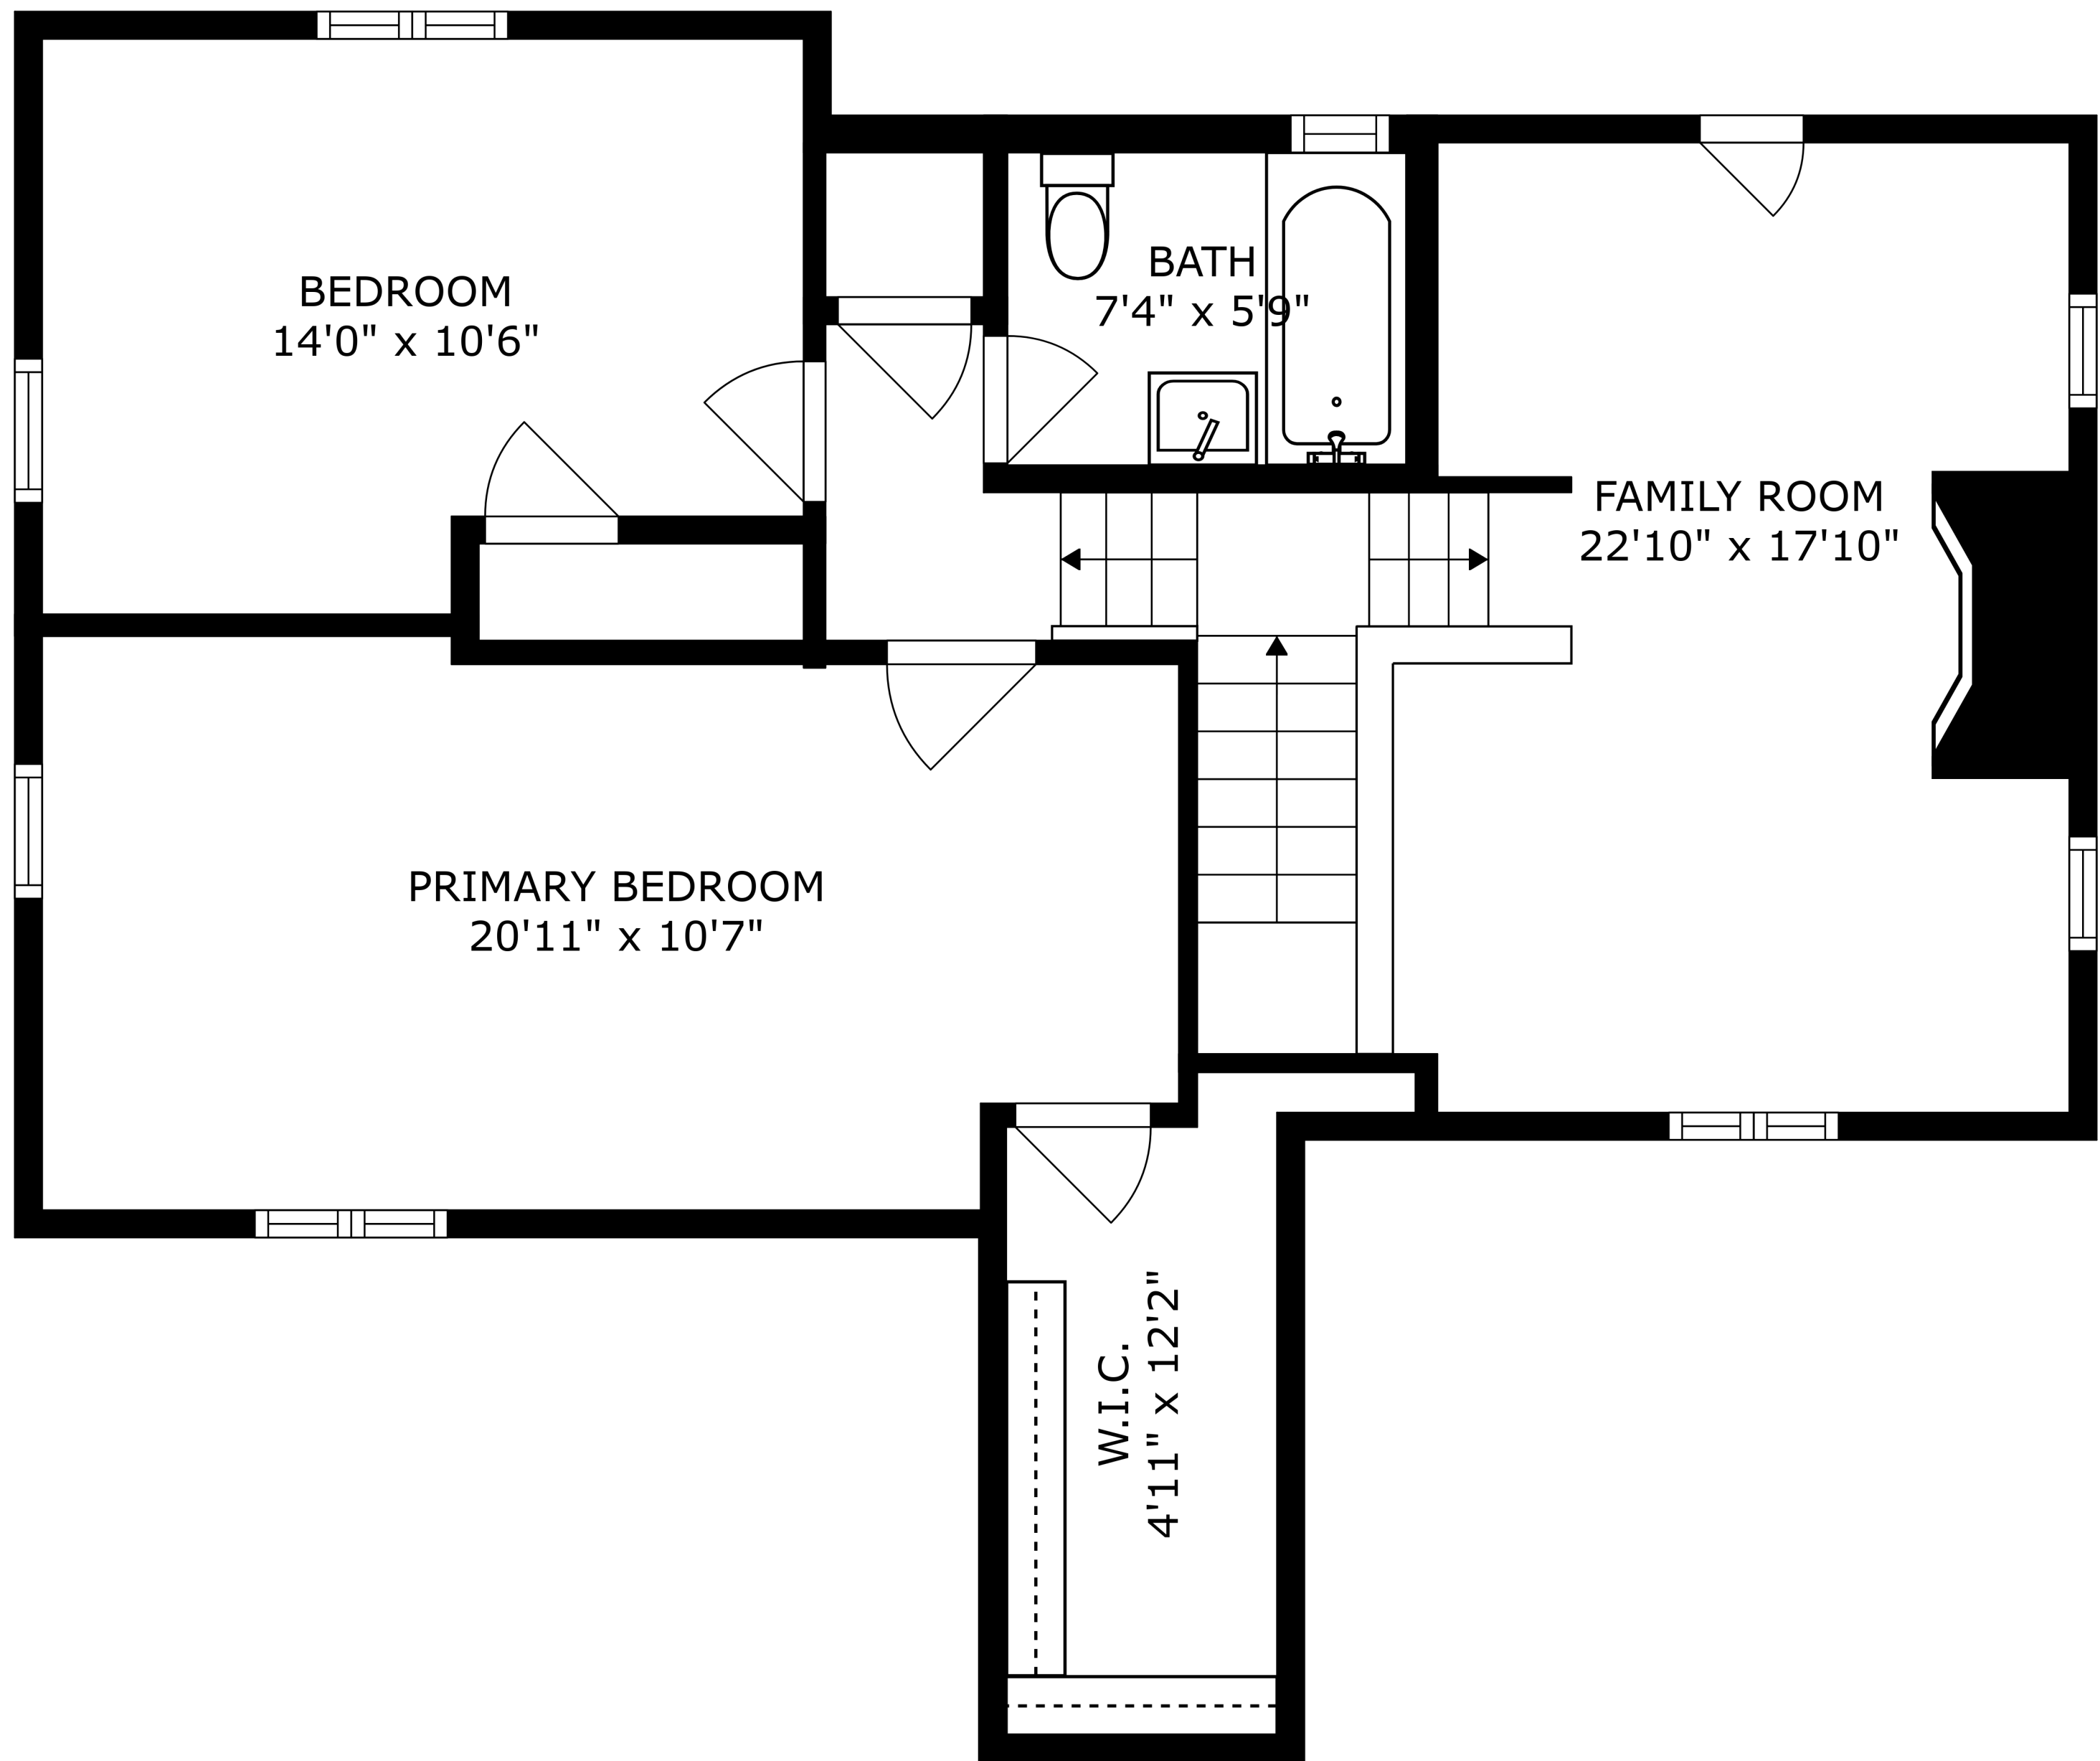 BEDROOM
14'0" x 10'6"
BATH
7'4" x 5'9"
FAMILY ROOM
22'10" x 17'10"
PRIMARY BEDROOM
20'11" x 10'7"
W.I.C.
4'11" x 12'2"